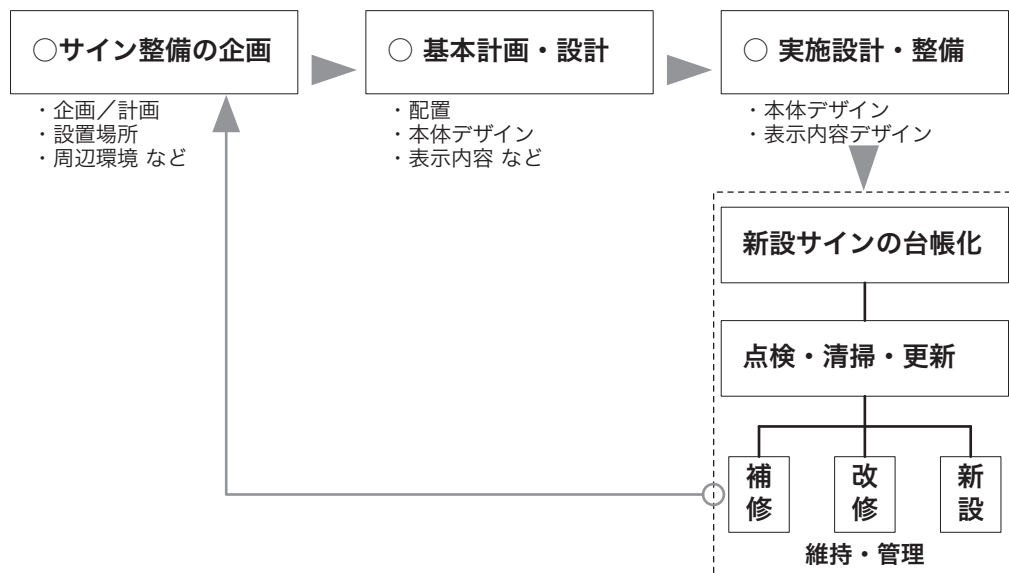 ○サイン整備の企画
・企画／計画
・設置場所
・周辺環境 など
○ 基本計画・設計
・配置
・本体デザイン
・表示内容 など
○ 実施設計・整備
・本体デザイン
・表示内容デザイン
新設サインの台帳化
点検・清掃・更新
補修
改修
新設
維持・管理